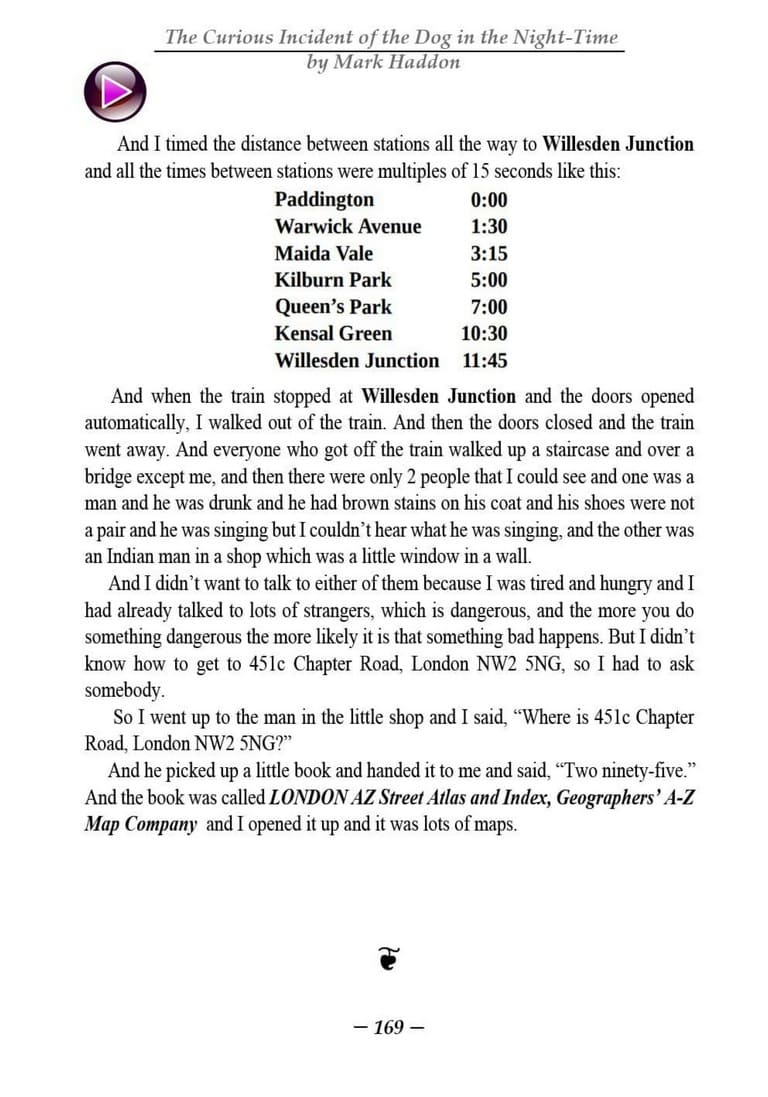 The Curious Incident of the Dog in the Night-Time
by Mark Haddon
And I timed the distance between stations all the way to Willesden Junction
and all the times between stations were multiples of 15 seconds like this:
Paddington 0:00
Warwick Avenue 1:30
Maida Vale 3:15
Kilburn Park 5:00
Queen’s Park 7:00
Kensal Green 10:30
Willesden Junction 11:45
And when the train stopped at Willesden Junction and the doors opened
automatically, I walked out of the train. And then the doors closed and the train
went away. And everyone who got off the train walked up a staircase and over a
bridge except me, and then there were only 2 people that I could see and one was a
man and he was drunk and he had brown stains on his coat and his shoes were not
a pair and he was singing but I couldn’t hear what he was singing, and the other was
an Indian man in a shop which was a little window in a wall.
And I didn’t want to talk to either of them because I was tired and hungry and I
had already talked to lots of strangers, which is dangerous, and the more you do
something dangerous the more likely it is that something bad happens. But I didn’t
know how to get to 451c Chapter Road, London NW2 5NG, so I had to ask
somebody.
So I went up to the man in the little shop and I said, “Where is 451c Chapter
Road, London NW2 5NG?”
And he picked up a little book and handed it to me and said, “Two ninety-five.”
And the book was called LONDON AZ Street Atlas and Index, Geographers’ A-Z
Map Company and I opened it up and it was lots of maps.
– 169 –